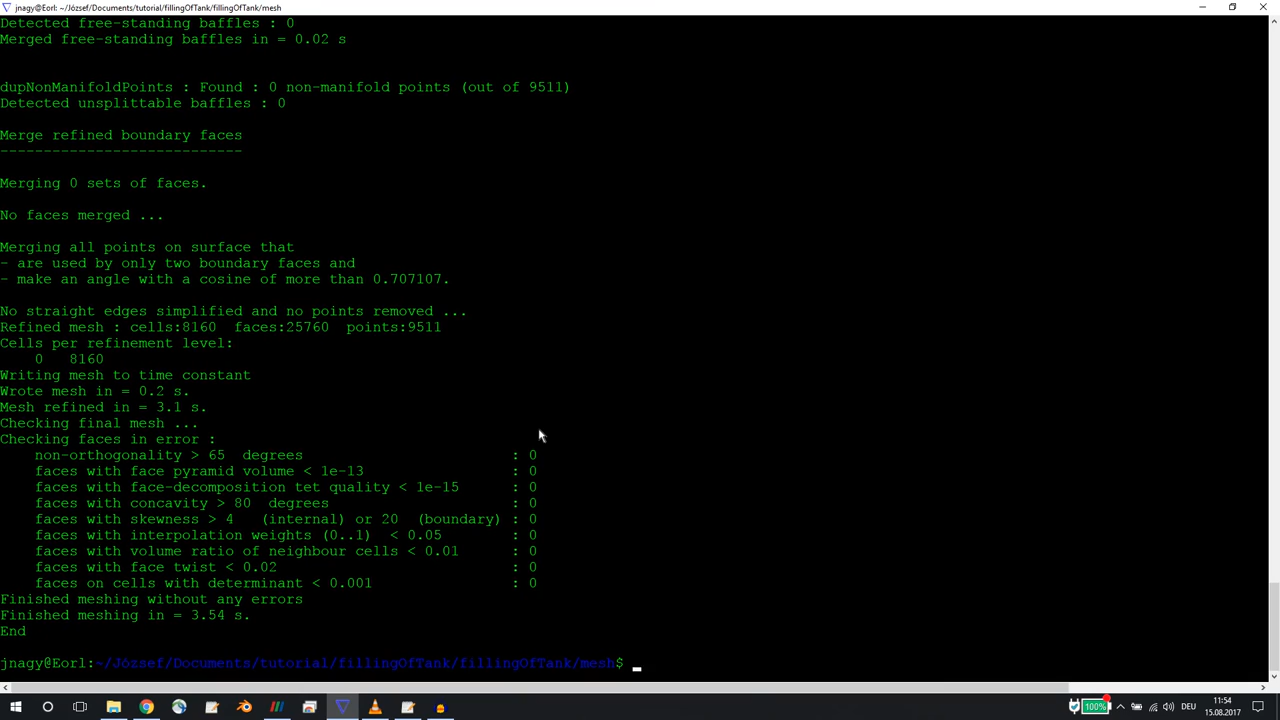 jnagy@Eorl: ~/József/Documents/tutorial/fillingOfTank/fillingOfTank/mesh
Detected free-standing baffles : 0
Merged free-standing baffles in = 0.02 s
dupNonManifoldPoints : Found : 0 non-manifold points (out of 9511)
Detected unsplittable baffles : 0
Merge refined boundary faces
----------------------------
Merging 0 sets of faces.
No faces merged ...
Merging all points on surface that
- are used by only two boundary faces and
- make an angle with a cosine of more than 0.707107.
No straight edges simplified and no points removed ...
Refined mesh : cells:8160  faces:25760  points:9511
Cells per refinement level:
    0   8160
Writing mesh to time constant
Wrote mesh in = 0.2 s.
Mesh refined in = 3.1 s.
Checking final mesh ...
Checking faces in error :
    non-orthogonality > 65  degrees                        : 0
    faces with face pyramid volume < 1e-13                 : 0
    faces with face-decomposition tet quality < 1e-15      : 0
    faces with concavity > 80  degrees                     : 0
    faces with skewness > 4   (internal) or 20  (boundary) : 0
    faces with interpolation weights (0..1)  < 0.05        : 0
    faces with volume ratio of neighbour cells < 0.01      : 0
    faces with face twist < 0.02                           : 0
    faces on cells with determinant < 0.001                : 0
Finished meshing without any errors
Finished meshing in = 3.54 s.
End
jnagy@Eorl:~/József/Documents/tutorial/fillingOfTank/fillingOfTank/mesh$
100%
DEU
11:54
15.08.2017